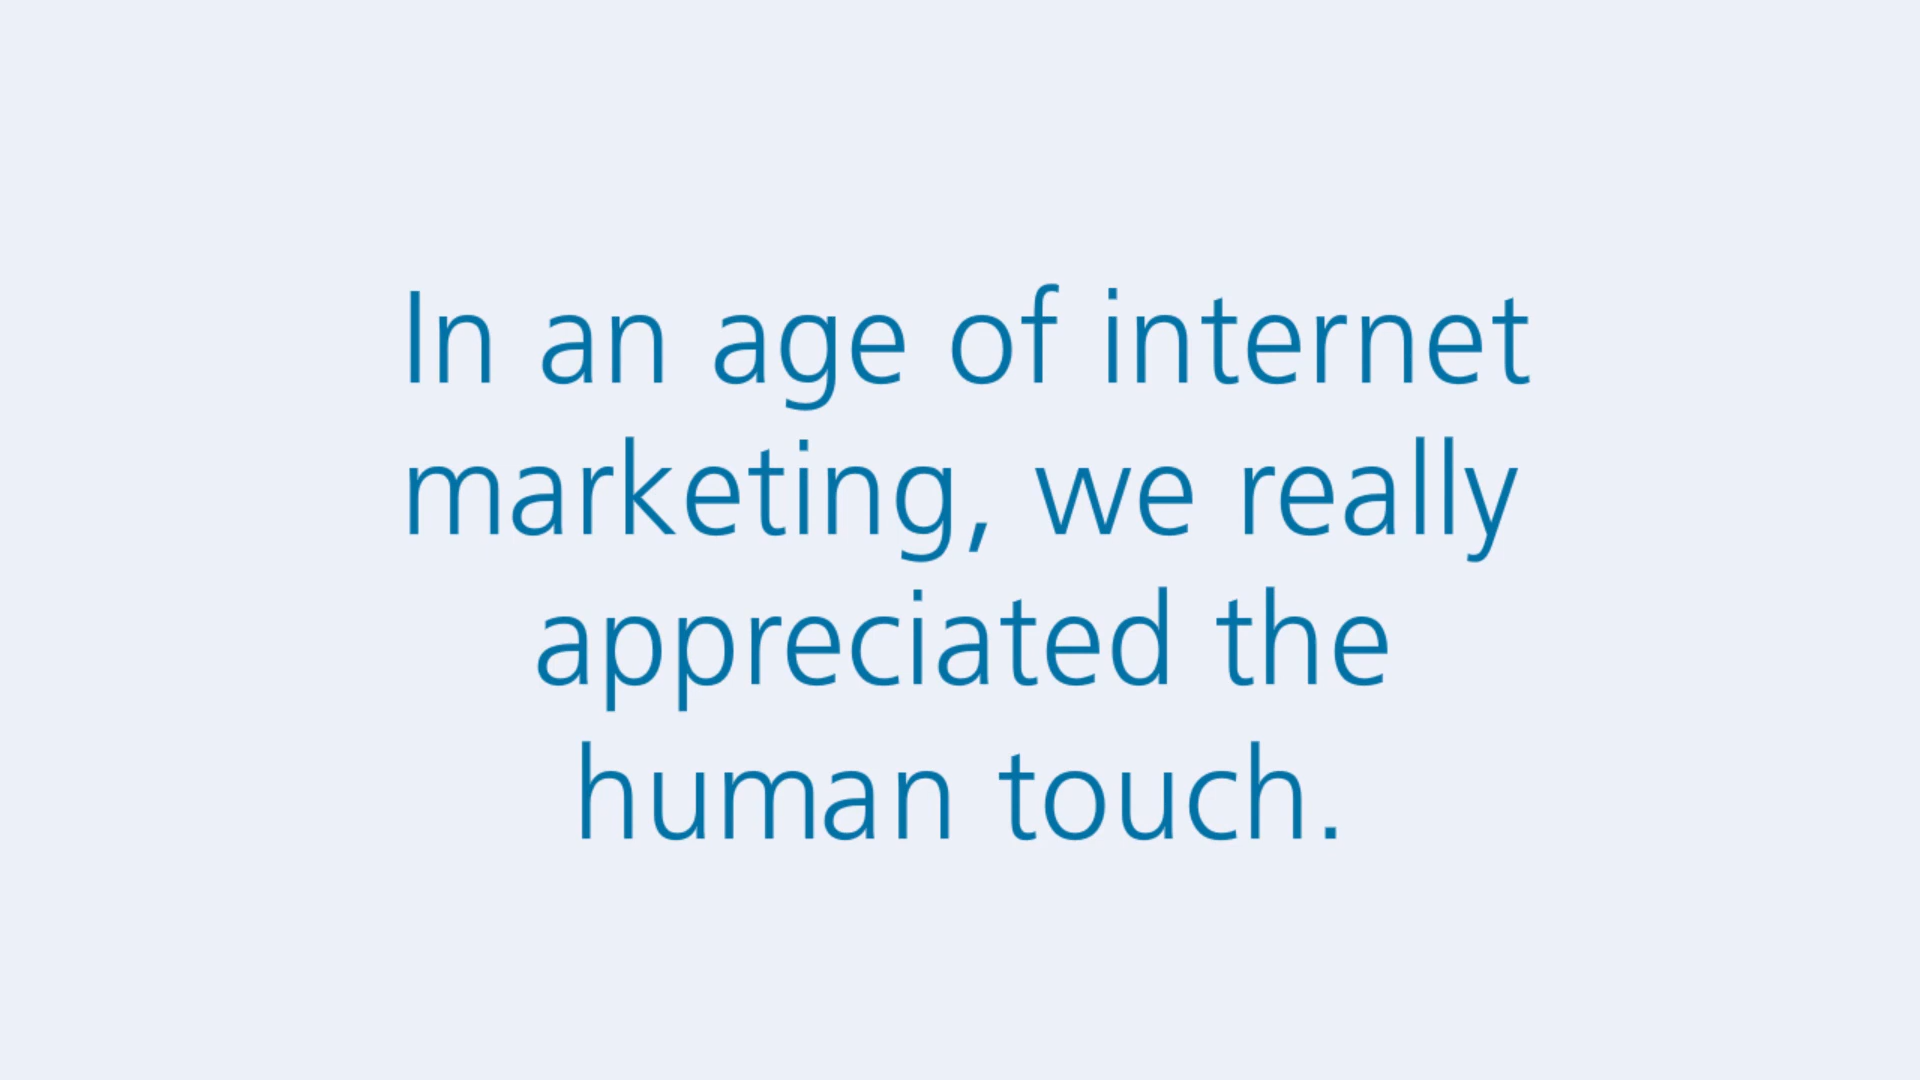 In an age of internet
marketing, we really
appreciated the
human touch.